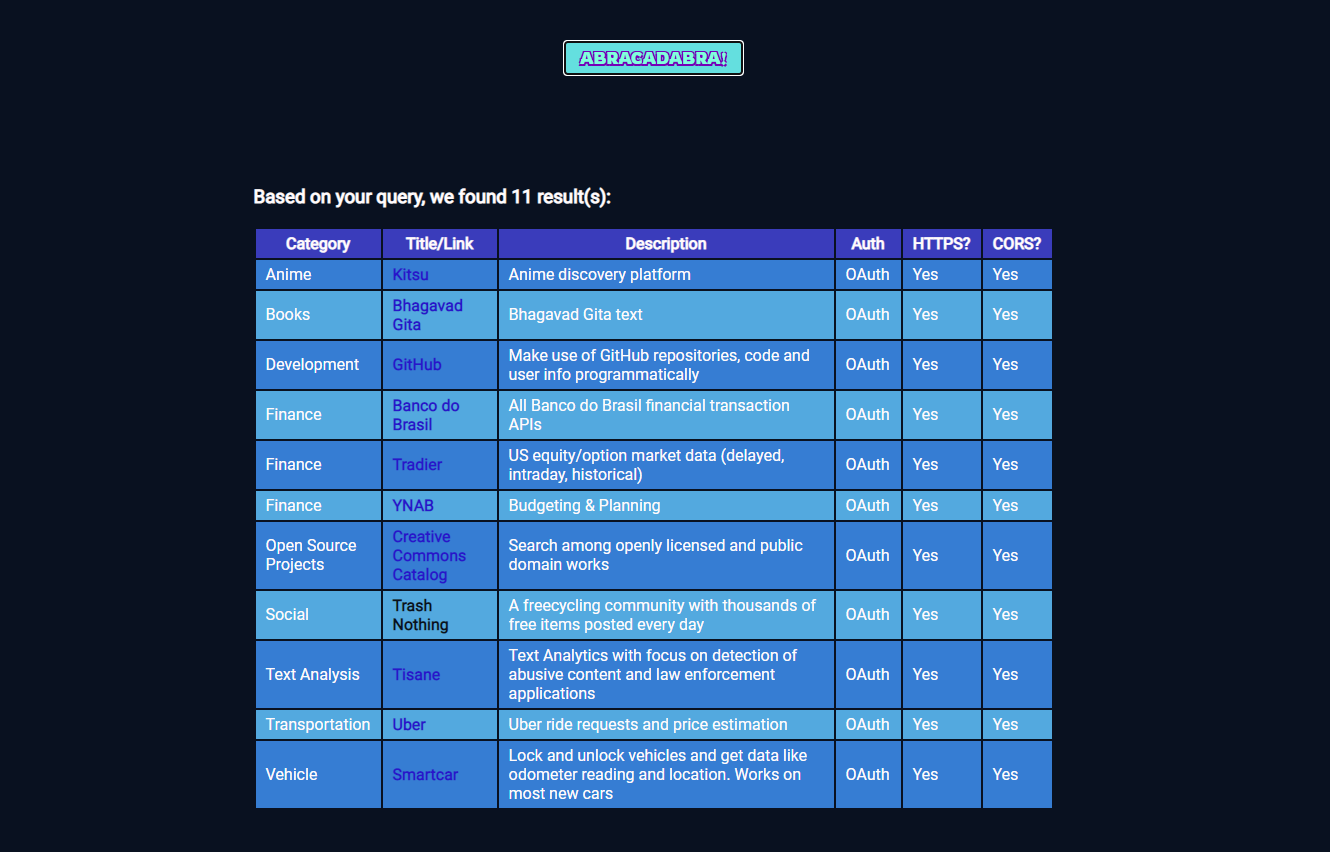 ABRACADABRA!
Based on your query, we found 11 result(s):
Category Title/Link Description Auth HTTPS? CORS?
Anime Kitsu Anime discovery platform OAuth Yes Yes
Books Bhagavad Gita Bhagavad Gita text OAuth Yes Yes
Development GitHub Make use of GitHub repositories, code and user info programmatically OAuth Yes Yes
Finance Banco do Brasil All Banco do Brasil financial transaction APIs OAuth Yes Yes
Finance Tradier US equity/option market data (delayed, intraday, historical) OAuth Yes Yes
Finance YNAB Budgeting & Planning OAuth Yes Yes
Open Source Projects Creative Commons Catalog Search among openly licensed and public domain works OAuth Yes Yes
Social Trash Nothing A freecycling community with thousands of free items posted every day OAuth Yes Yes
Text Analysis Tisane Text Analytics with focus on detection of abusive content and law enforcement applications OAuth Yes Yes
Transportation Uber Uber ride requests and price estimation OAuth Yes Yes
Vehicle Smartcar Lock and unlock vehicles and get data like odometer reading and location. Works on most new cars OAuth Yes Yes